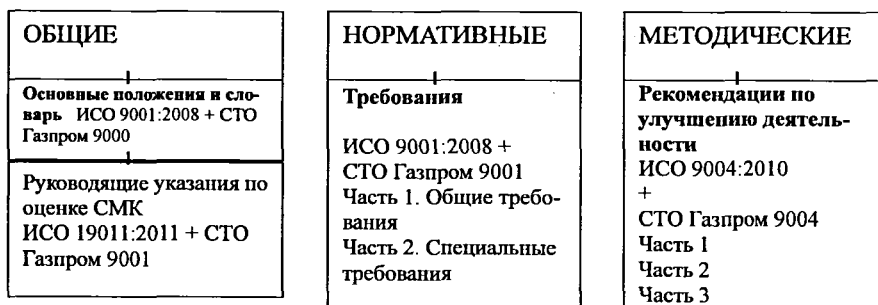 ОБЩИЕ
Основные положения и сло-
варь ИСО 9001:2008 + СТО
Газпром 9000
Руководящие указания по
оценке СМК
ИСО 19011:2011 + СТО
Газпром 9001
НОРМАТИВНЫЕ
Требования
ИСО 9001:2008 +
СТО Газпром 9001
Часть 1. Общие требо-
вания
Часть 2. Специальные
требования
МЕТОДИЧЕСКИЕ
Рекомендации по
улучшению деятель-
ности
ИСО 9004:2010
+
СТО Газпром 9004
Часть 1
Часть 2
Часть 3